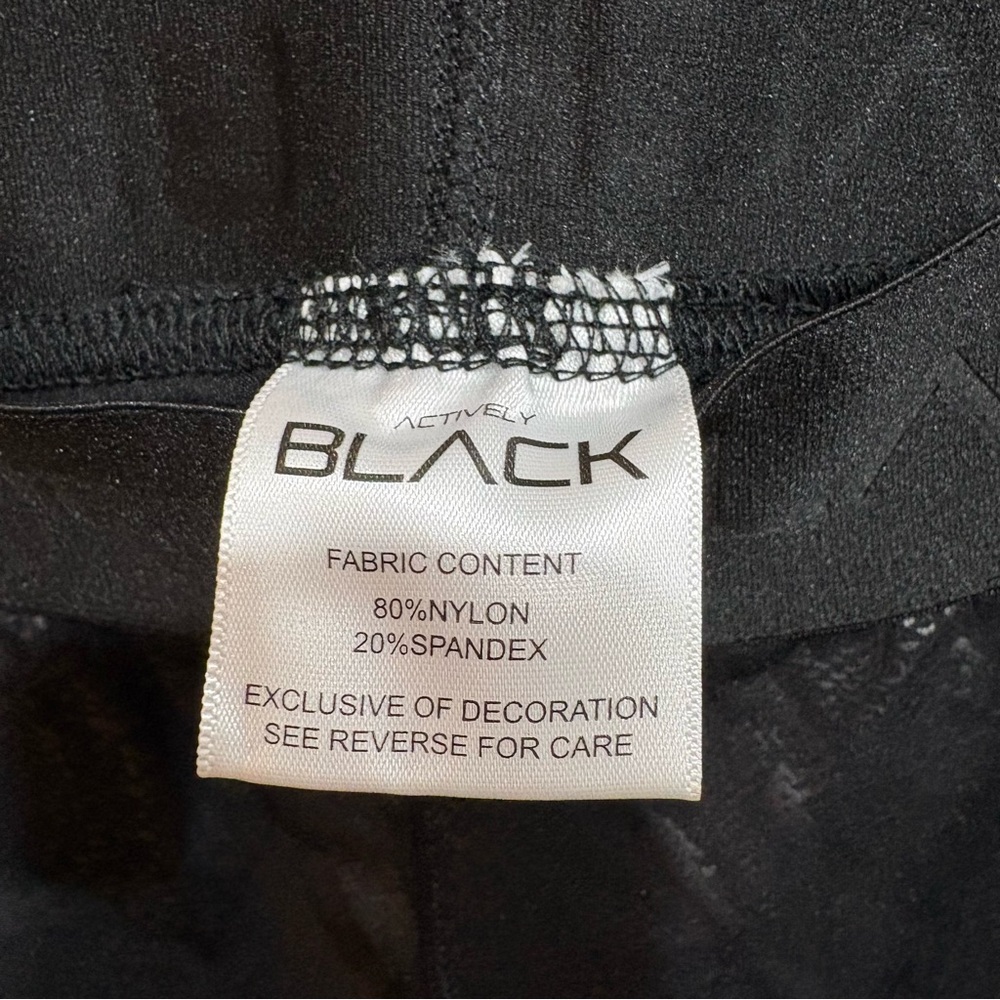 ACTIVELY
BLACK
FABRIC CONTENT
80%NYLON
20%SPANDEX
EXCLUSIVE OF DECORATION
SEE REVERSE FOR CARE